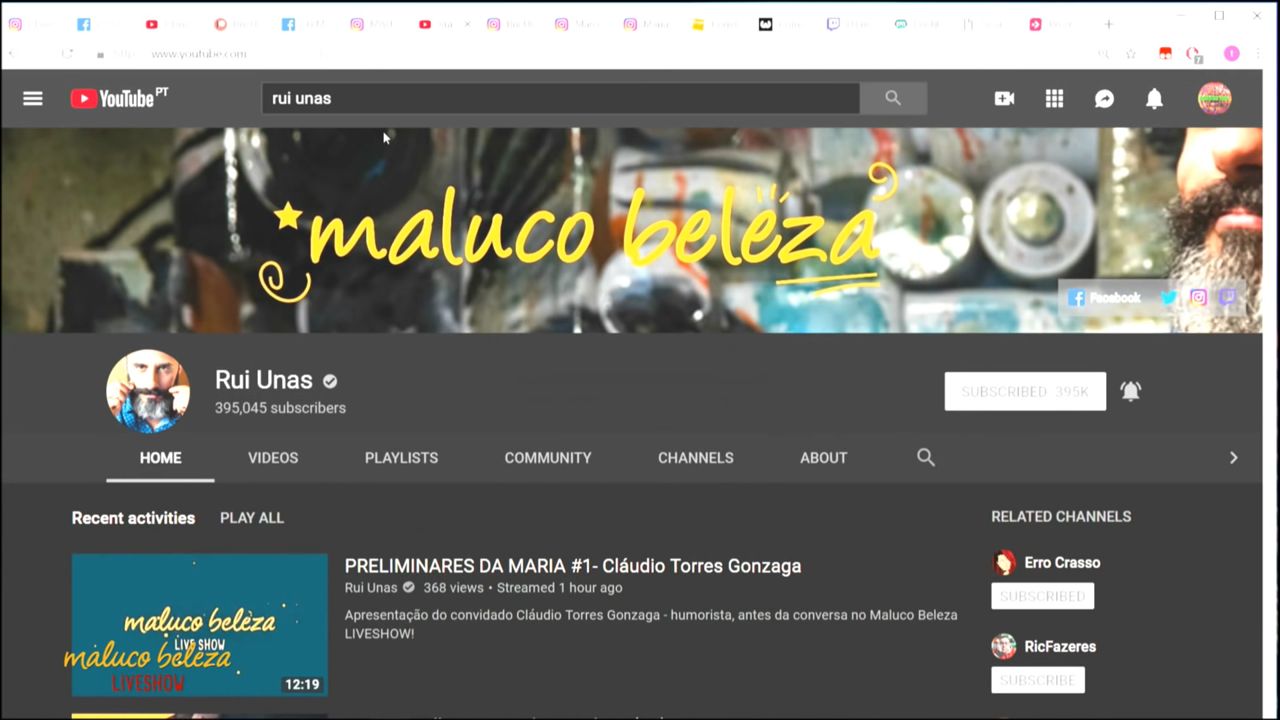 www.youtube.com
YouTube PT
rui unas
maluco beleza
Facebook
Rui Unas
395,045 subscribers
SUBSCRIBED 395K
HOME
VIDEOS
PLAYLISTS
COMMUNITY
CHANNELS
ABOUT
Recent activities
PLAY ALL
RELATED CHANNELS
maluco beleza
LIVE SHOW
maluco beleza
LIVESHOW
12:19
PRELIMINARES DA MARIA #1- Cláudio Torres Gonzaga
Rui Unas 368 views • Streamed 1 hour ago
Apresentação do convidado Cláudio Torres Gonzaga - humorista, antes da conversa no Maluco Beleza
LIVESHOW!
Erro Crasso
SUBSCRIBED
RicFazeres
SUBSCRIBE